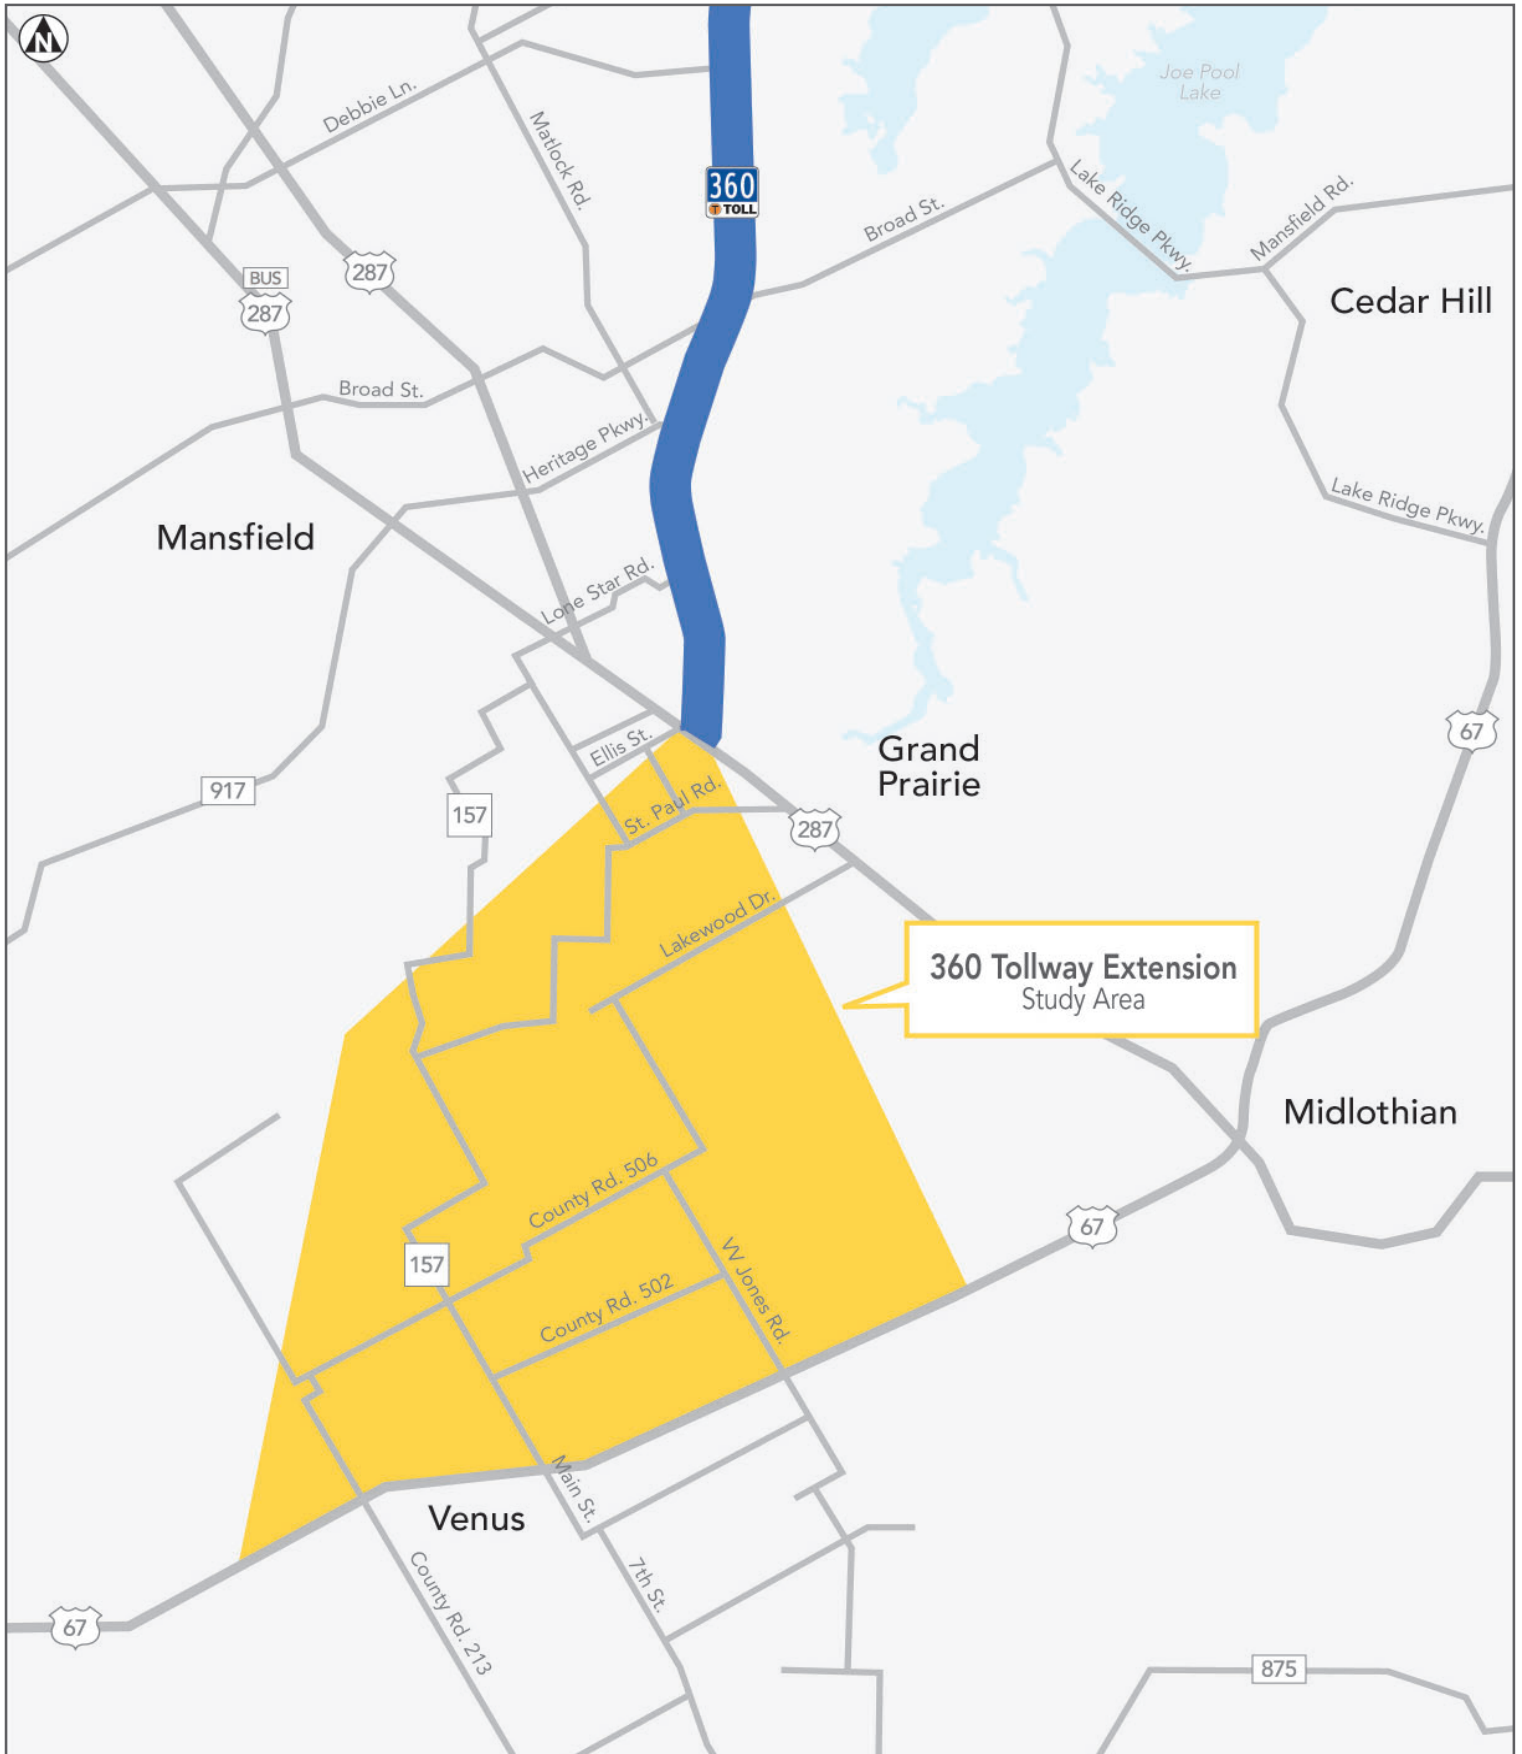 N
Debbie Ln.
Matlock Rd.
Joe Pool
Lake
360
T TOLL
Broad St.
Lake Ridge Pkwy.
Mansfield Rd.
BUS
287
287
Cedar Hill
Broad St.
Heritage Pkwy.
Lake Ridge Pkwy.
Mansfield
Lone Star Rd.
67
Ellis St.
Grand
Prairie
917
157
St. Paul Rd.
287
Lakewood Dr.
360 Tollway Extension
Study Area
Midlothian
County Rd. 506
67
157
VV Jones Rd.
County Rd. 502
Main St.
Venus
7th St.
County Rd. 213
67
875